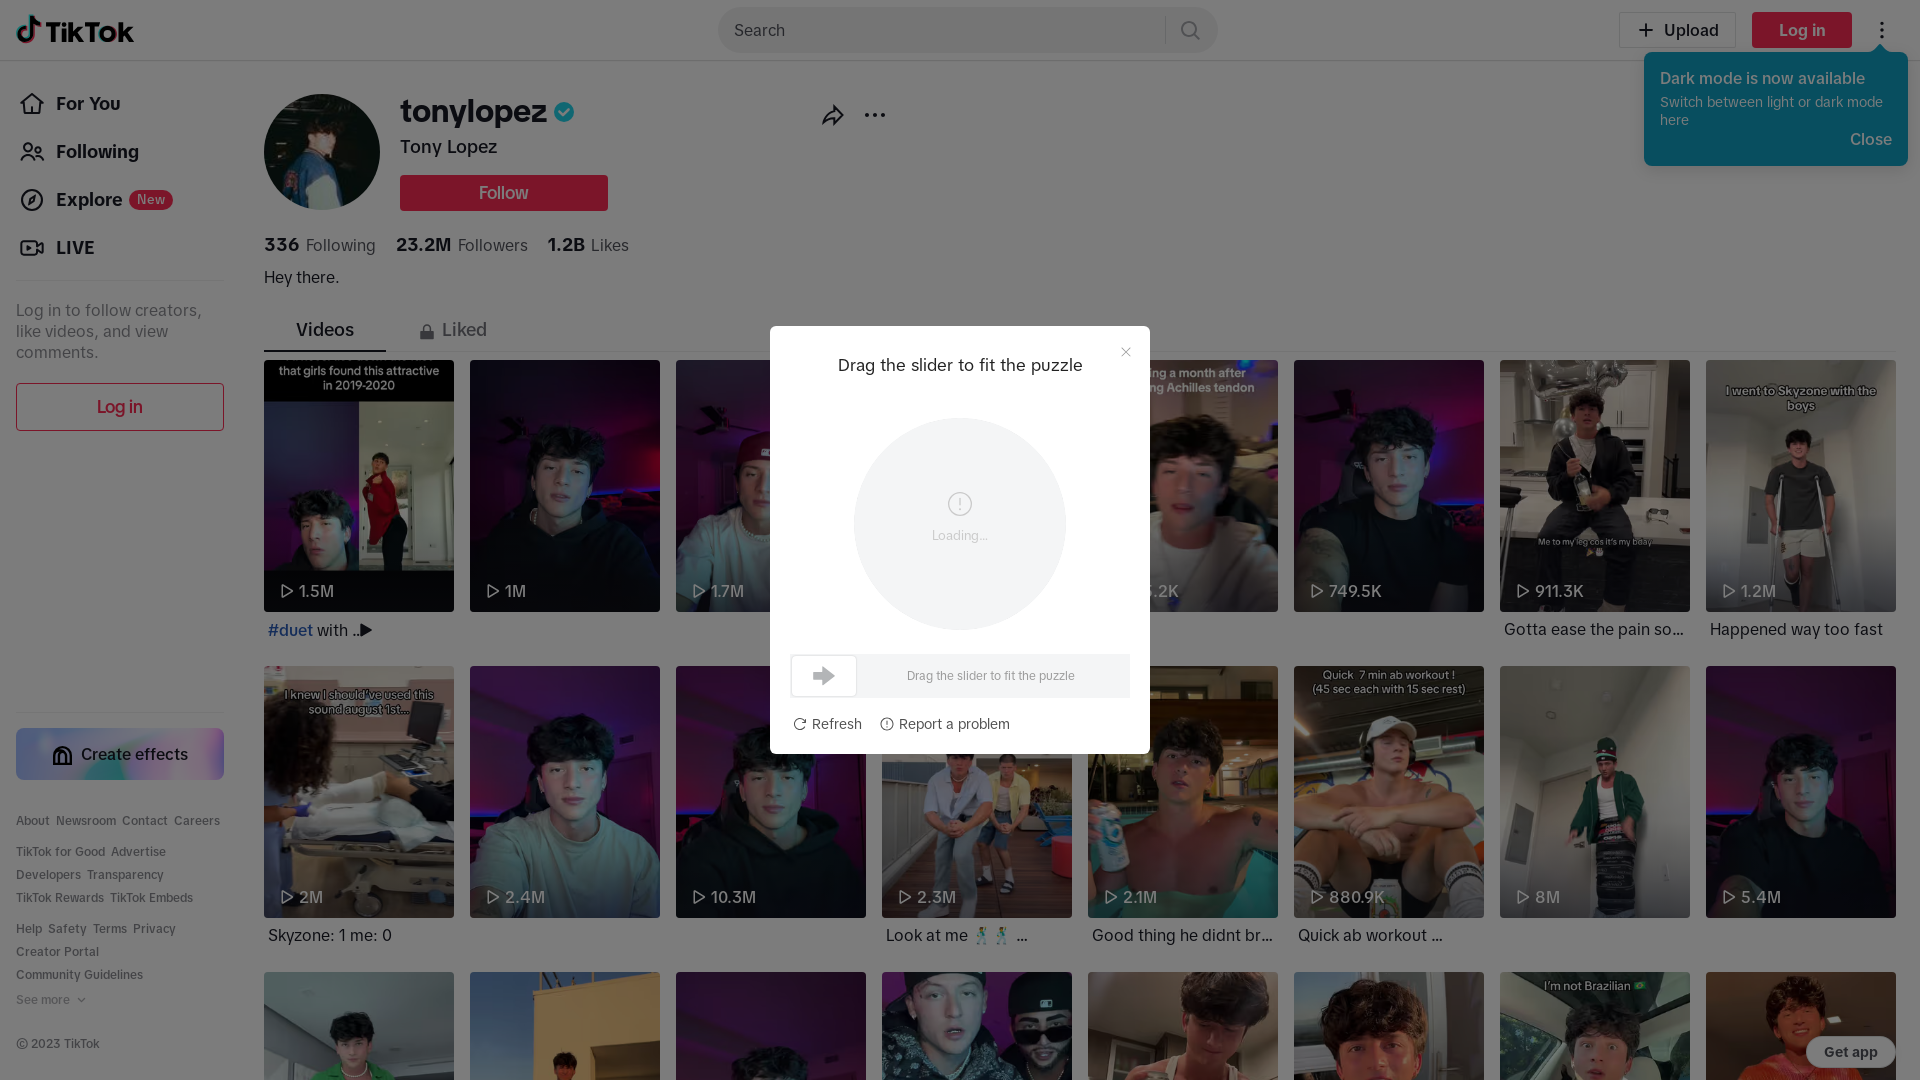 TikTok
Search
Upload
Log in
Dark mode is now available
Switch between light or dark mode
here
Close
For You
Following
Explore New
LIVE
Log in to follow creators,
like videos, and view
comments.
Log in
Create effects
About Newsroom Contact Careers
TikTok for Good Advertise
Developers Transparency
TikTok Rewards TikTok Embeds
Help Safety Terms Privacy
Creator Portal
Community Guidelines
See more
© 2023 TikTok
tonylopez
Tony Lopez
Follow
336 Following 23.2M Followers 1.2B Likes
Hey there.
Videos Liked
that girls found this attractive
in 2019-2020
1.5M
#duet with ...
1M
1.7M
Drag the slider to fit the puzzle
Loading...
Drag the slider to fit the puzzle
Refresh Report a problem
a month after
Achilles tendon
.2K
749.5K
Me to my leg cos it's my bday
911.3K
Gotta ease the pain so...
I went to Skyzone with the
boys
1.2M
Happened way too fast
I knew I should've used this
sound august 1st...
2M
Skyzone: 1 me: 0
2.4M
10.3M
2.3M
Look at me 🕺🕺 ...
2.1M
Good thing he didnt br...
Quick 7 min ab workout !
(45 sec each with 15 sec rest)
880.9K
Quick ab workout ...
8M
5.4M
I'm not Brazilian 🇧🇷
Get app